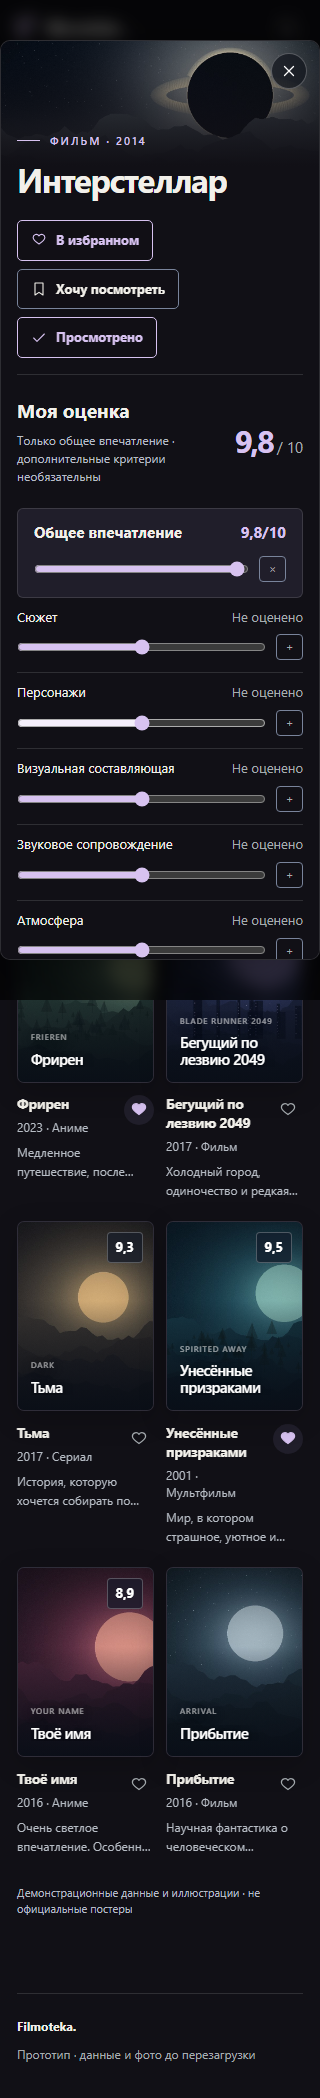 ФИЛЬМ · 2014
Интерстеллар
В избранном
Хочу посмотреть
Просмотрено
Моя оценка
Только общее впечатление ·
дополнительные критерии
необязательны
9,8 / 10
Общее впечатление 9,8/10
×
Сюжет Не оценено
+
Персонажи Не оценено
+
Визуальная составляющая Не оценено
+
Звуковое сопровождение Не оценено
+
Атмосфера Не оценено
+
FRIEREN
Фрирен
BLADE RUNNER 2049
Бегущий по
лезвию 2049
Фрирен
2023 · Аниме
Медленное
путешествие, после...
Бегущий по
лезвию 2049
2017 · Фильм
Холодный город,
одиночество и редкая...
9,3
DARK
Тьма
9,5
SPIRITED AWAY
Унесённые
призраками
Тьма
2017 · Сериал
История, которую
хочется собирать по...
Унесённые
призраками
2001 ·
Мультфильм
Мир, в котором
страшное, уютное и...
8,9
YOUR NAME
Твоё имя
ARRIVAL
Прибытие
Твоё имя
2016 · Аниме
Очень светлое
впечатление. Особенн...
Прибытие
2016 · Фильм
Научная фантастика о
человеческом...
Демонстрационные данные и иллюстрации · не
официальные постеры
Filmoteka.
Прототип · данные и фото до перезагрузки